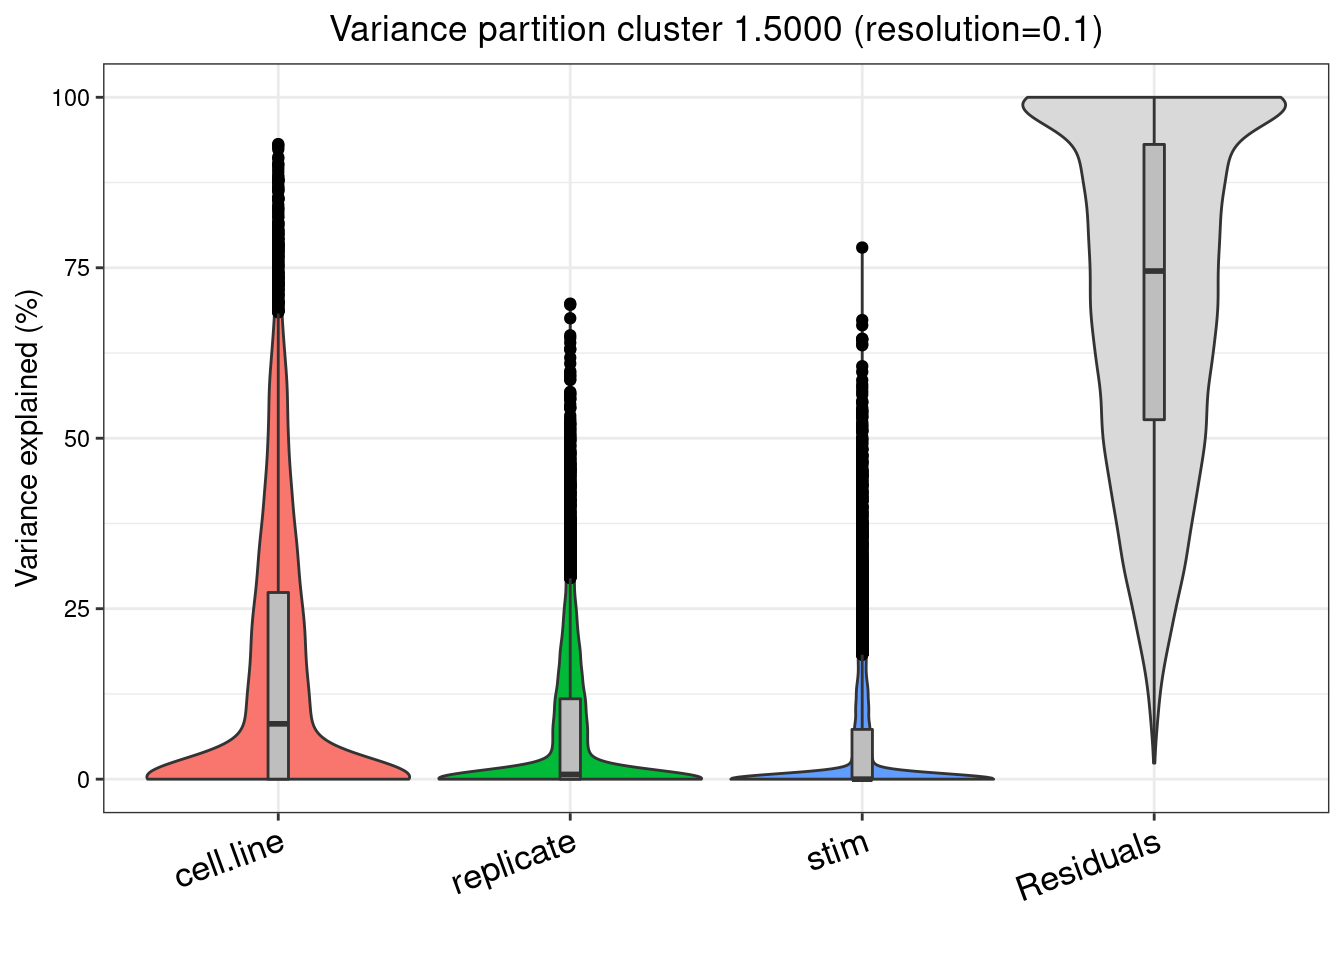 Variance partition cluster 1.5000 (resolution=0.1)
Variance explained (%)
100
75
50
25
0
cell.line
replicate
stim
Residuals